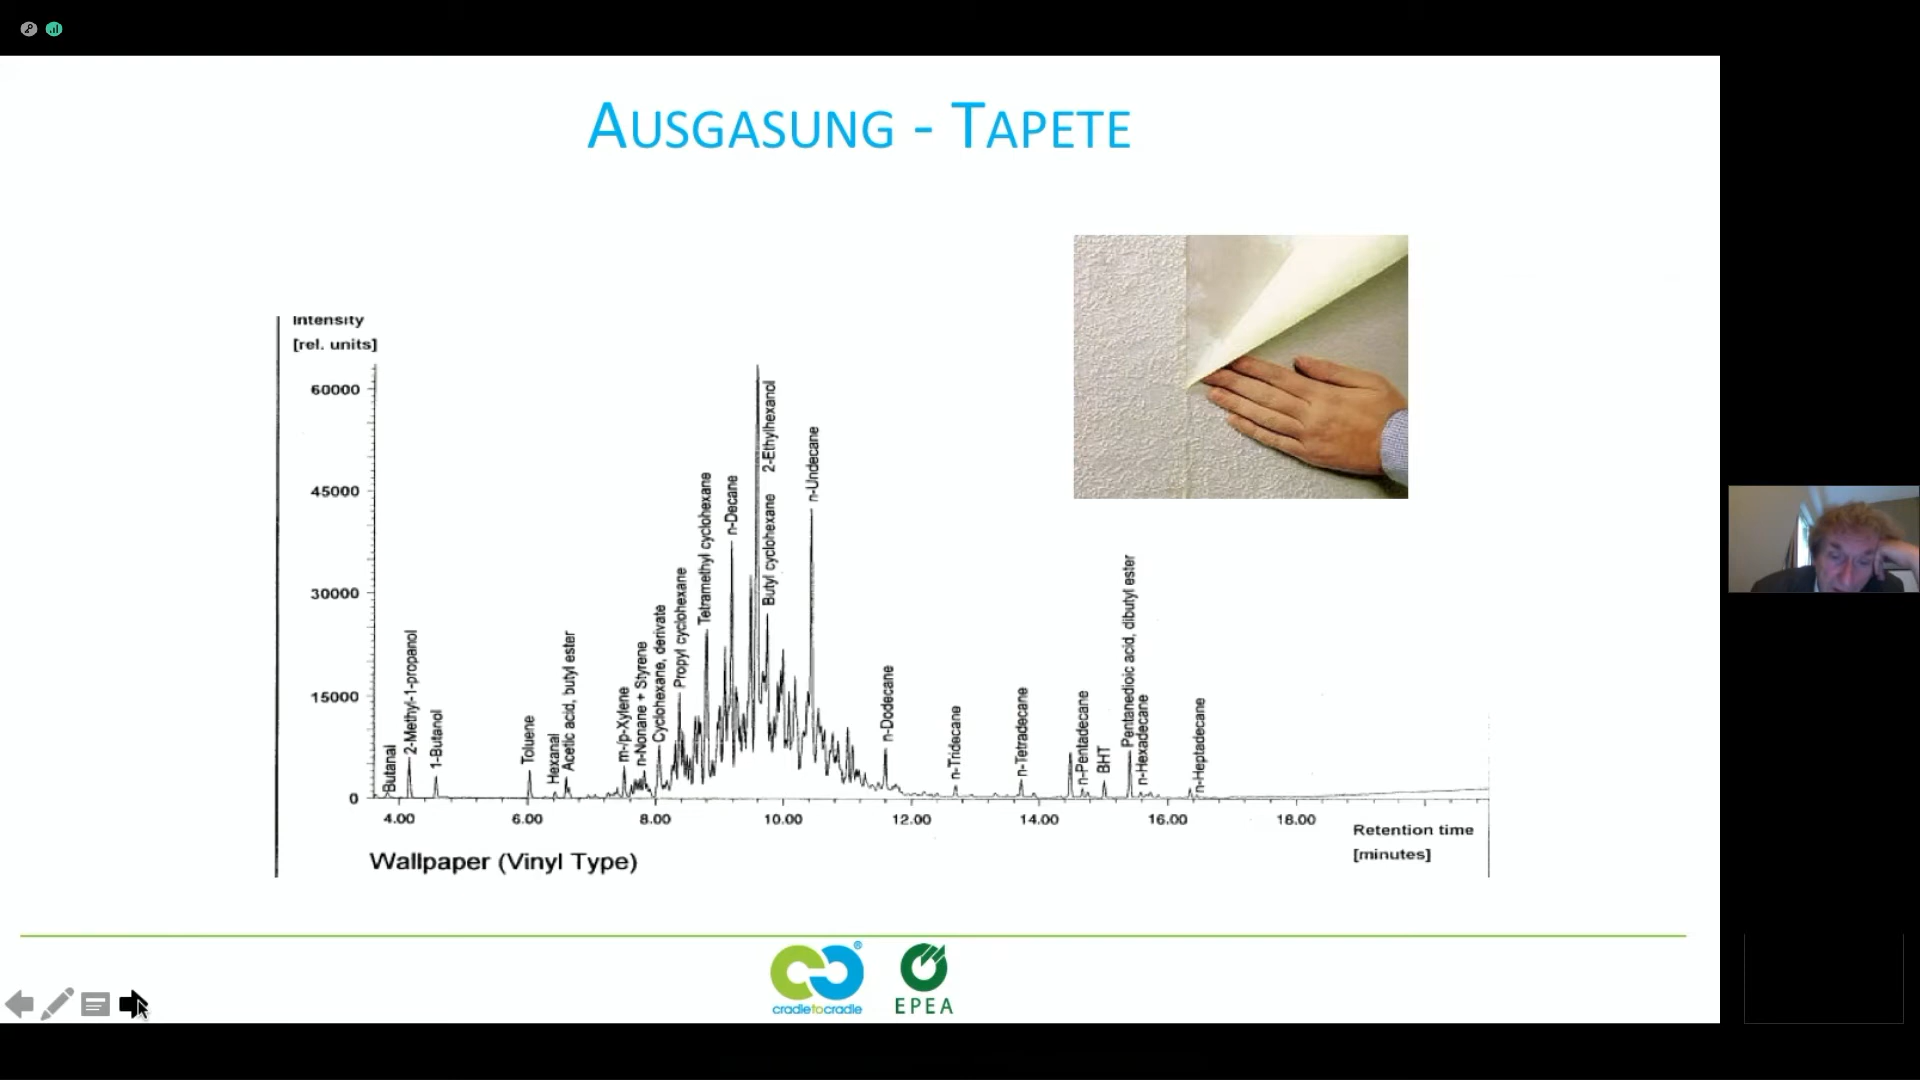 AUSGASUNG - TAPETE
Intensity
[rel. units]
60000
45000
30000
15000
0
Butanal
2-Methyl-1-propanol
1-Butanol
Toluene
Hexanal
Acetic acid, butyl ester
m-/p-Xylene
n-Nonane + Styrene
Cyclohexane, derivate
Propyl cyclohexane
Tetramethyl cyclohexane
n-Decane
Butyl cyclohexane
2-Ethylhexanol
n-Undecane
n-Dodecane
n-Tridecane
n-Tetradecane
n-Pentadecane
BHT
Pentanedioic acid, dibutyl ester
n-Hexadecane
n-Heptadecane
4.00 6.00 8.00 10.00 12.00 14.00 16.00 18.00
Retention time
[minutes]
Wallpaper (Vinyl Type)
®
cradletocradle
EPEA